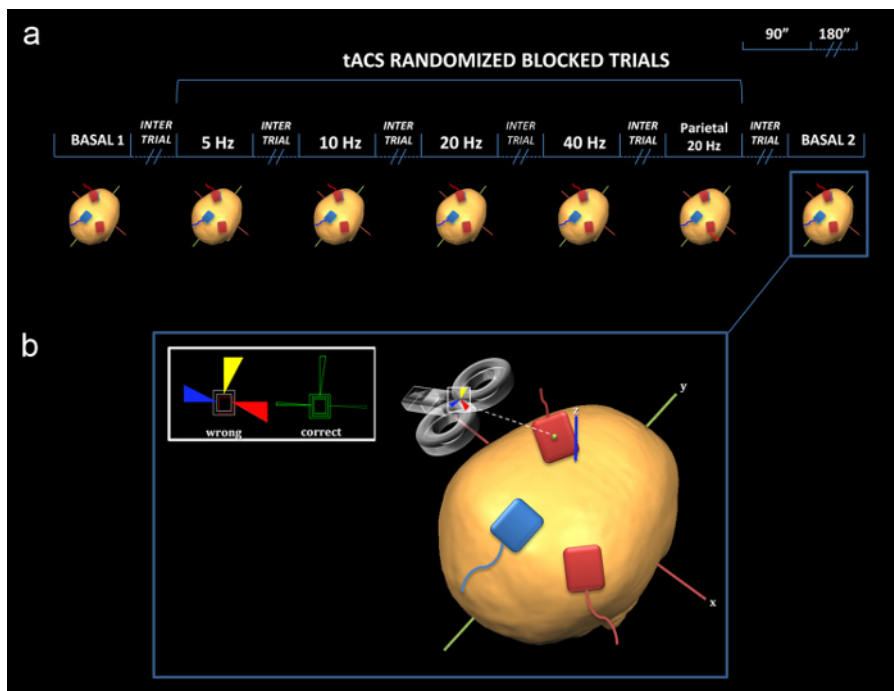 a
90” 180”
tACS RANDOMIZED BLOCKED TRIALS
BASAL 1 INTER TRIAL 5 Hz INTER TRIAL 10 Hz INTER TRIAL 20 Hz INTER TRIAL 40 Hz INTER TRIAL Parietal 20 Hz INTER TRIAL BASAL 2
b
wrong correct
z
y
x